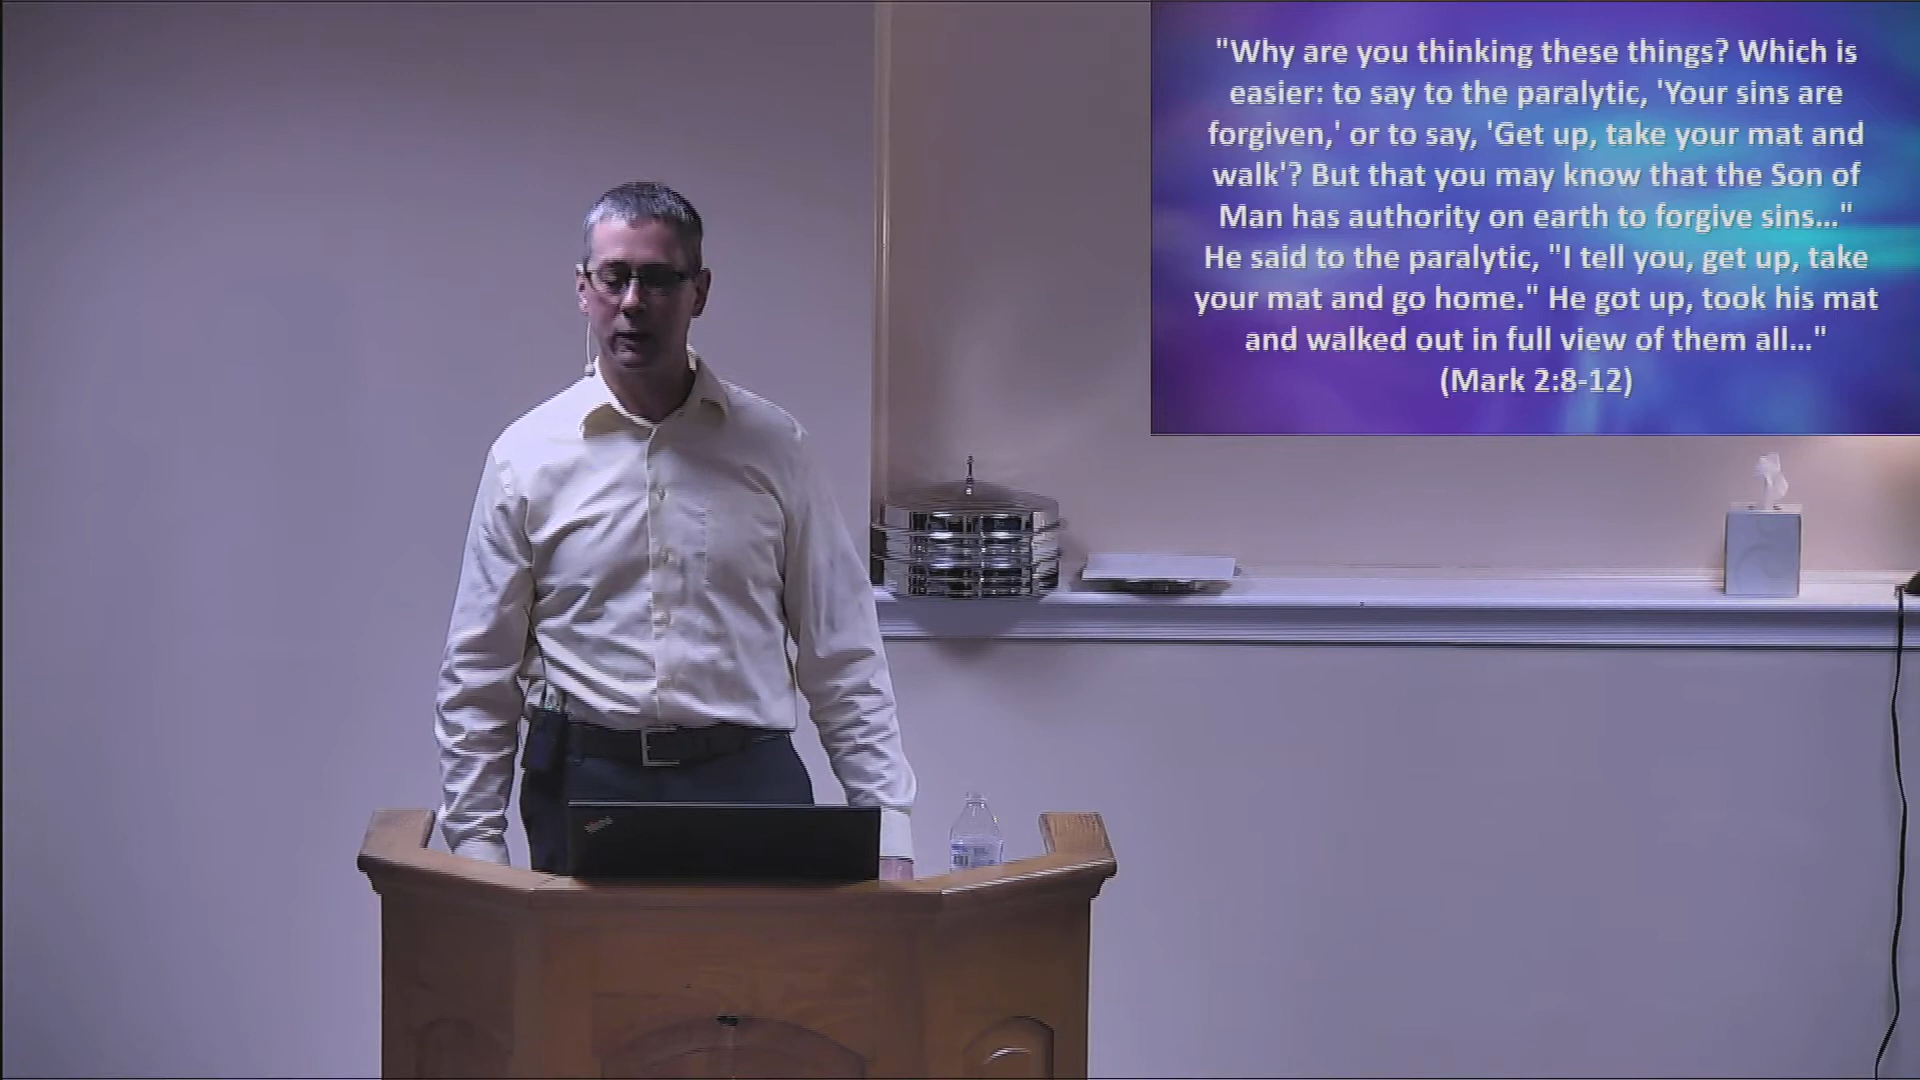 "Why are you thinking these things? Which is
easier: to say to the paralytic, 'Your sins are
forgiven,' or to say, 'Get up, take your mat and
walk'? But that you may know that the Son of
Man has authority on earth to forgive sins..."
He said to the paralytic, "I tell you, get up, take
your mat and go home." He got up, took his mat
and walked out in full view of them all..."
(Mark 2:8-12)